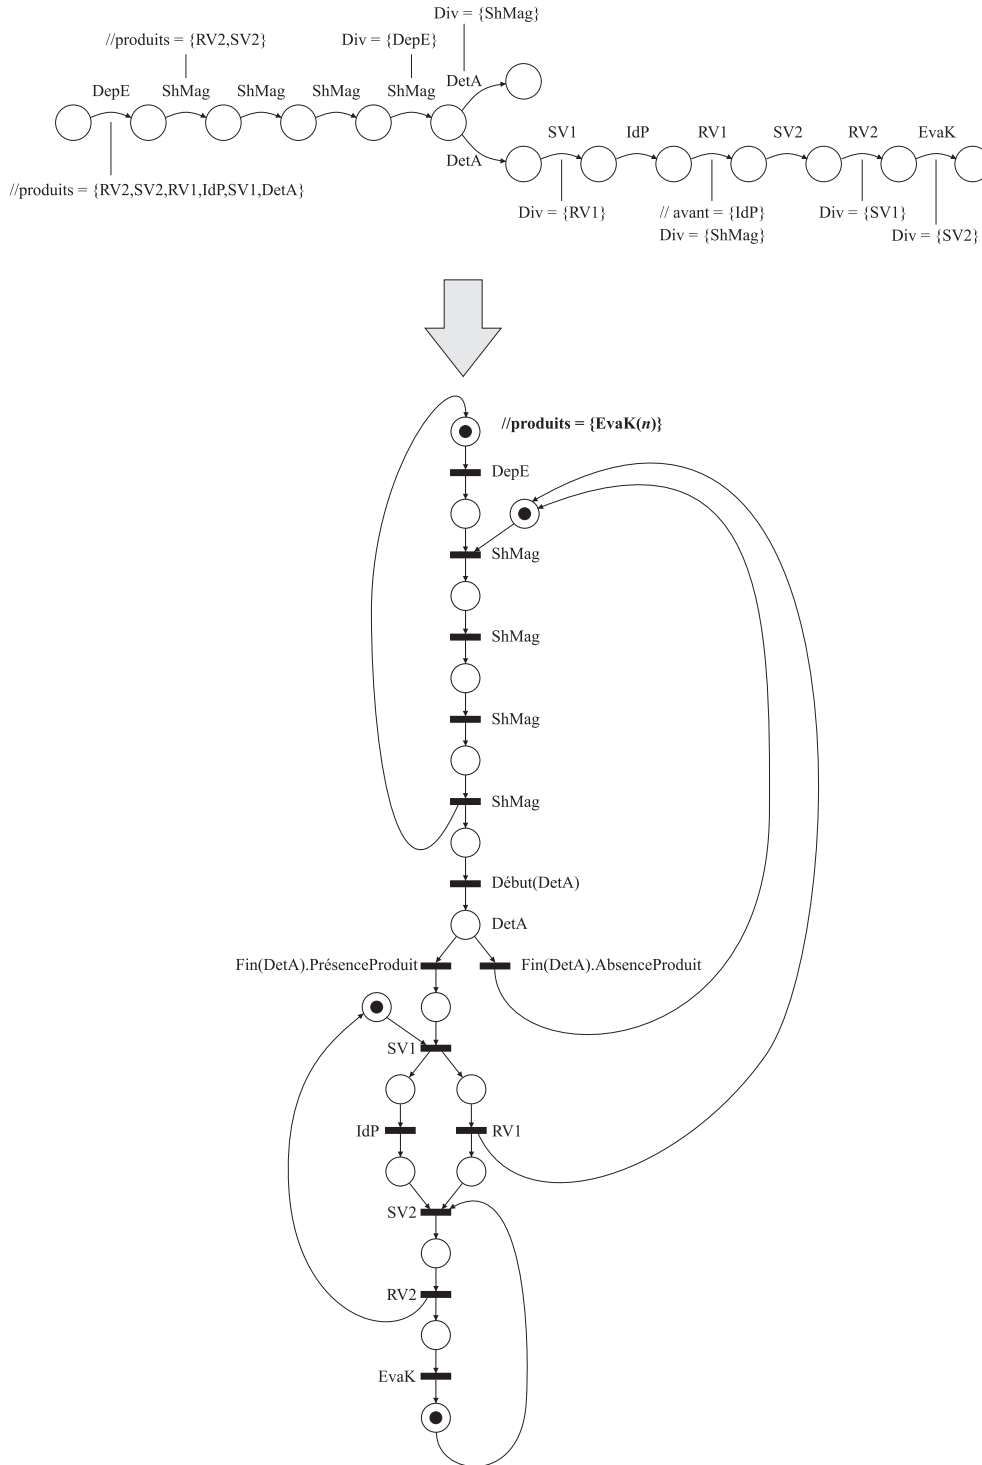 Div = {ShMag}
//produits = {RV2,SV2}
Div = {DepE}
DepE
ShMag
ShMag
ShMag
ShMag
DetA
DetA
SV1
IdP
RV1
SV2
RV2
EvaK
//produits = {RV2,SV2,RV1,IdP,SV1,DetA}
Div = {RV1}
// avant = {IdP}
Div = {ShMag}
Div = {SV1}
Div = {SV2}
//produits = {EvaK(n)}
DepE
ShMag
ShMag
ShMag
ShMag
Début(DetA)
DetA
Fin(DetA).PrésenceProduit
Fin(DetA).AbsenceProduit
SV1
IdP
RV1
SV2
RV2
EvaK